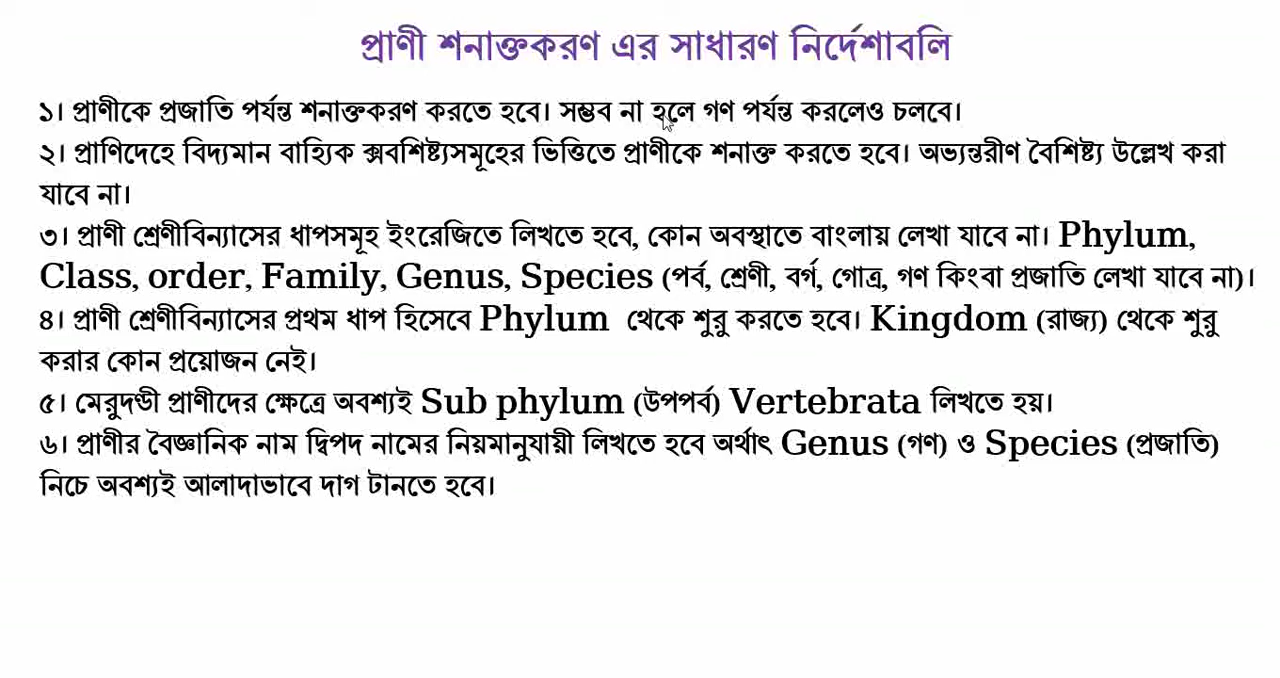 প্রাণী শনাক্তকরণ এর সাধারণ নির্দেশাবলি
১। প্রাণীকে প্রজাতি পর্যন্ত শনাক্তকরণ করতে হবে। সম্ভব না হলে গণ পর্যন্ত করলেও চলবে।
২। প্রাণিদেহে বিদ্যমান বাহ্যিক ক্সবশিষ্ট্যসমূহের ভিত্তিতে প্রাণীকে শনাক্ত করতে হবে। অভ্যন্তরীণ বৈশিষ্ট্য উল্লেখ করা
যাবে না।
৩। প্রাণী শ্রেণীবিন্যাসের ধাপসমূহ ইংরেজিতে লিখতে হবে, কোন অবস্থাতে বাংলায় লেখা যাবে না। Phylum,
Class, order, Family, Genus, Species (পর্ব, শ্রেণী, বর্গ, গোত্র, গণ কিংবা প্রজাতি লেখা যাবে না)।
৪। প্রাণী শ্রেণীবিন্যাসের প্রথম ধাপ হিসেবে Phylum থেকে শুরু করতে হবে। Kingdom (রাজ্য) থেকে শুরু
করার কোন প্রয়োজন নেই।
৫। মেরুদণ্ডী প্রাণীদের ক্ষেত্রে অবশ্যই Sub phylum (উপপর্ব) Vertebrata লিখতে হয়।
৬। প্রাণীর বৈজ্ঞানিক নাম দ্বিপদ নামের নিয়মানুযায়ী লিখতে হবে অর্থাৎ Genus (গণ) ও Species (প্রজাতি)
নিচে অবশ্যই আলাদাভাবে দাগ টানতে হবে।